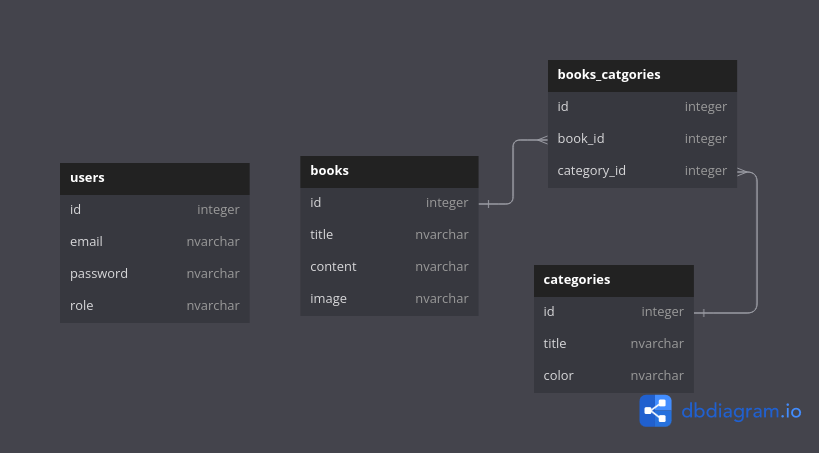 users
id integer
email nvarchar
password nvarchar
role nvarchar
books
id integer
title nvarchar
content nvarchar
image nvarchar
books_catgories
id integer
book_id integer
category_id integer
categories
id integer
title nvarchar
color nvarchar
dbdiagram.io